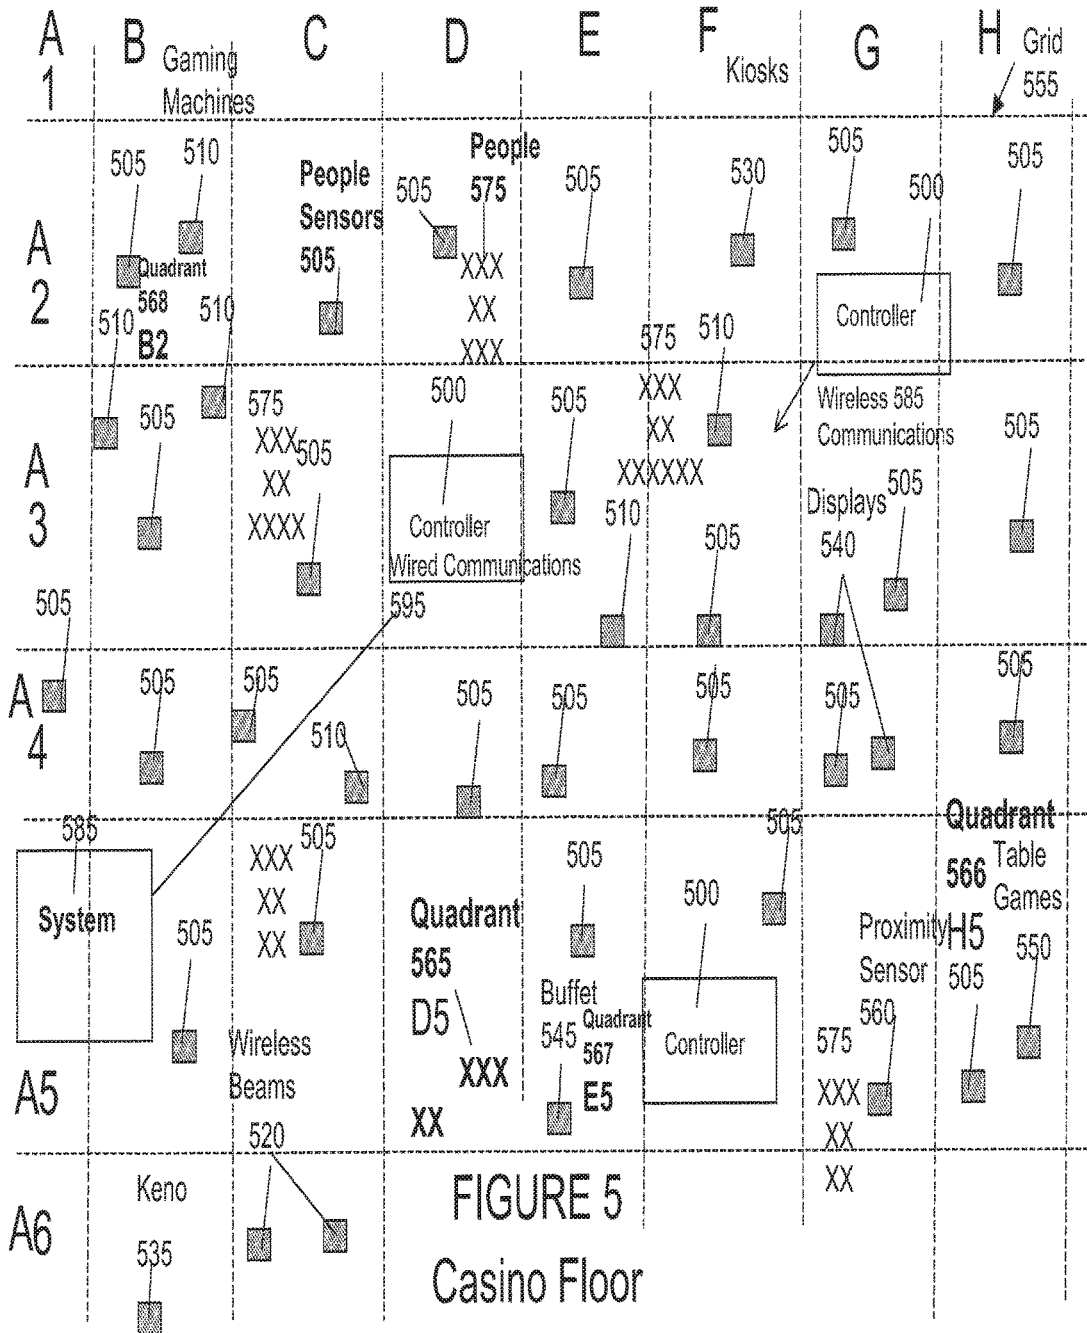 A B C D E F G H Grid
1 Gaming Kiosks 555
Machines
505 510 People 505 505
People 505 575 505 530 500
Sensors
505
A
2
Quadrant
568
B2
510 510
XXX
XX
XXX
Controller
575 510
575 505 500 505 XXX Wireless 585
XXX 505 XX Communications 505
XX XXXXXX
XXXX
A
3
Controller
Wired Communications
510 505
Displays 505
540
595
505
A
4
505 505 510 505 505 505 505 505
585
System
505
505
XXX
XX
XX
Quadrant
565
D5
XXX
XX
505
Buffet
545
Quadrant
567
E5
500
Controller
505
Proximity
Sensor
560
575
XXX
XX
XX
Quadrant
566 Table
Games
H5
505 550
A5
Wireless
Beams
520
A6
Keno
535
FIGURE 5
Casino Floor